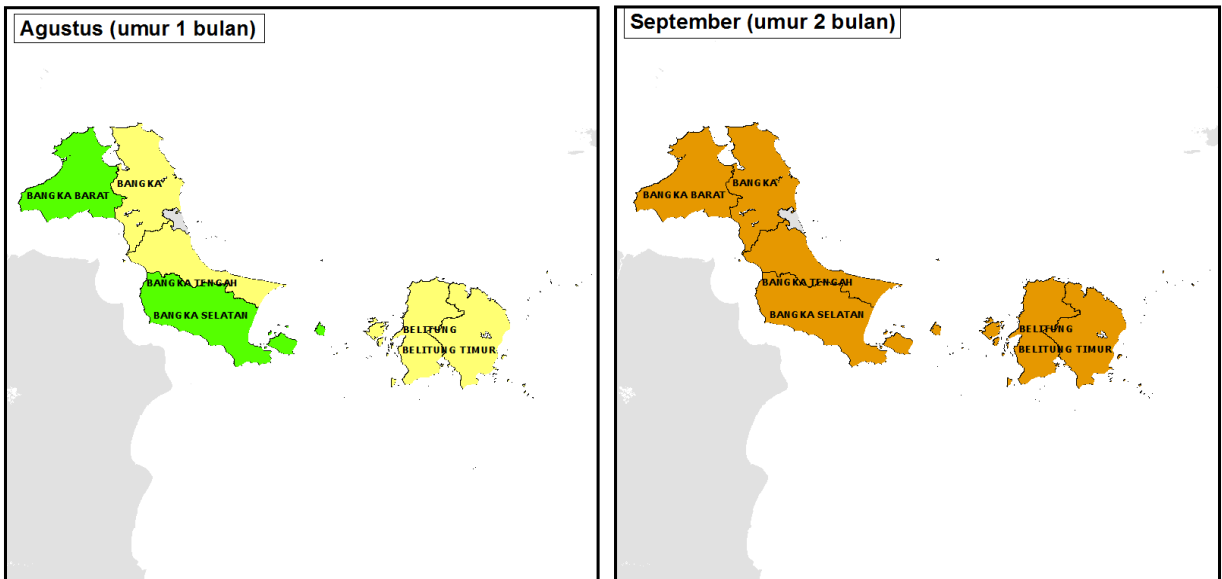 Agustus (umur 1 bulan)
BANGKA
BANGKA BARAT
BANGKA TENGAH
BANGKA SELATAN
BELITUNG
BELITUNG TIMUR
September (umur 2 bulan)
BANGKA
BANGKA BARAT
BANGKA TENGAH
BANGKA SELATAN
BELITUNG
BELITUNG TIMUR